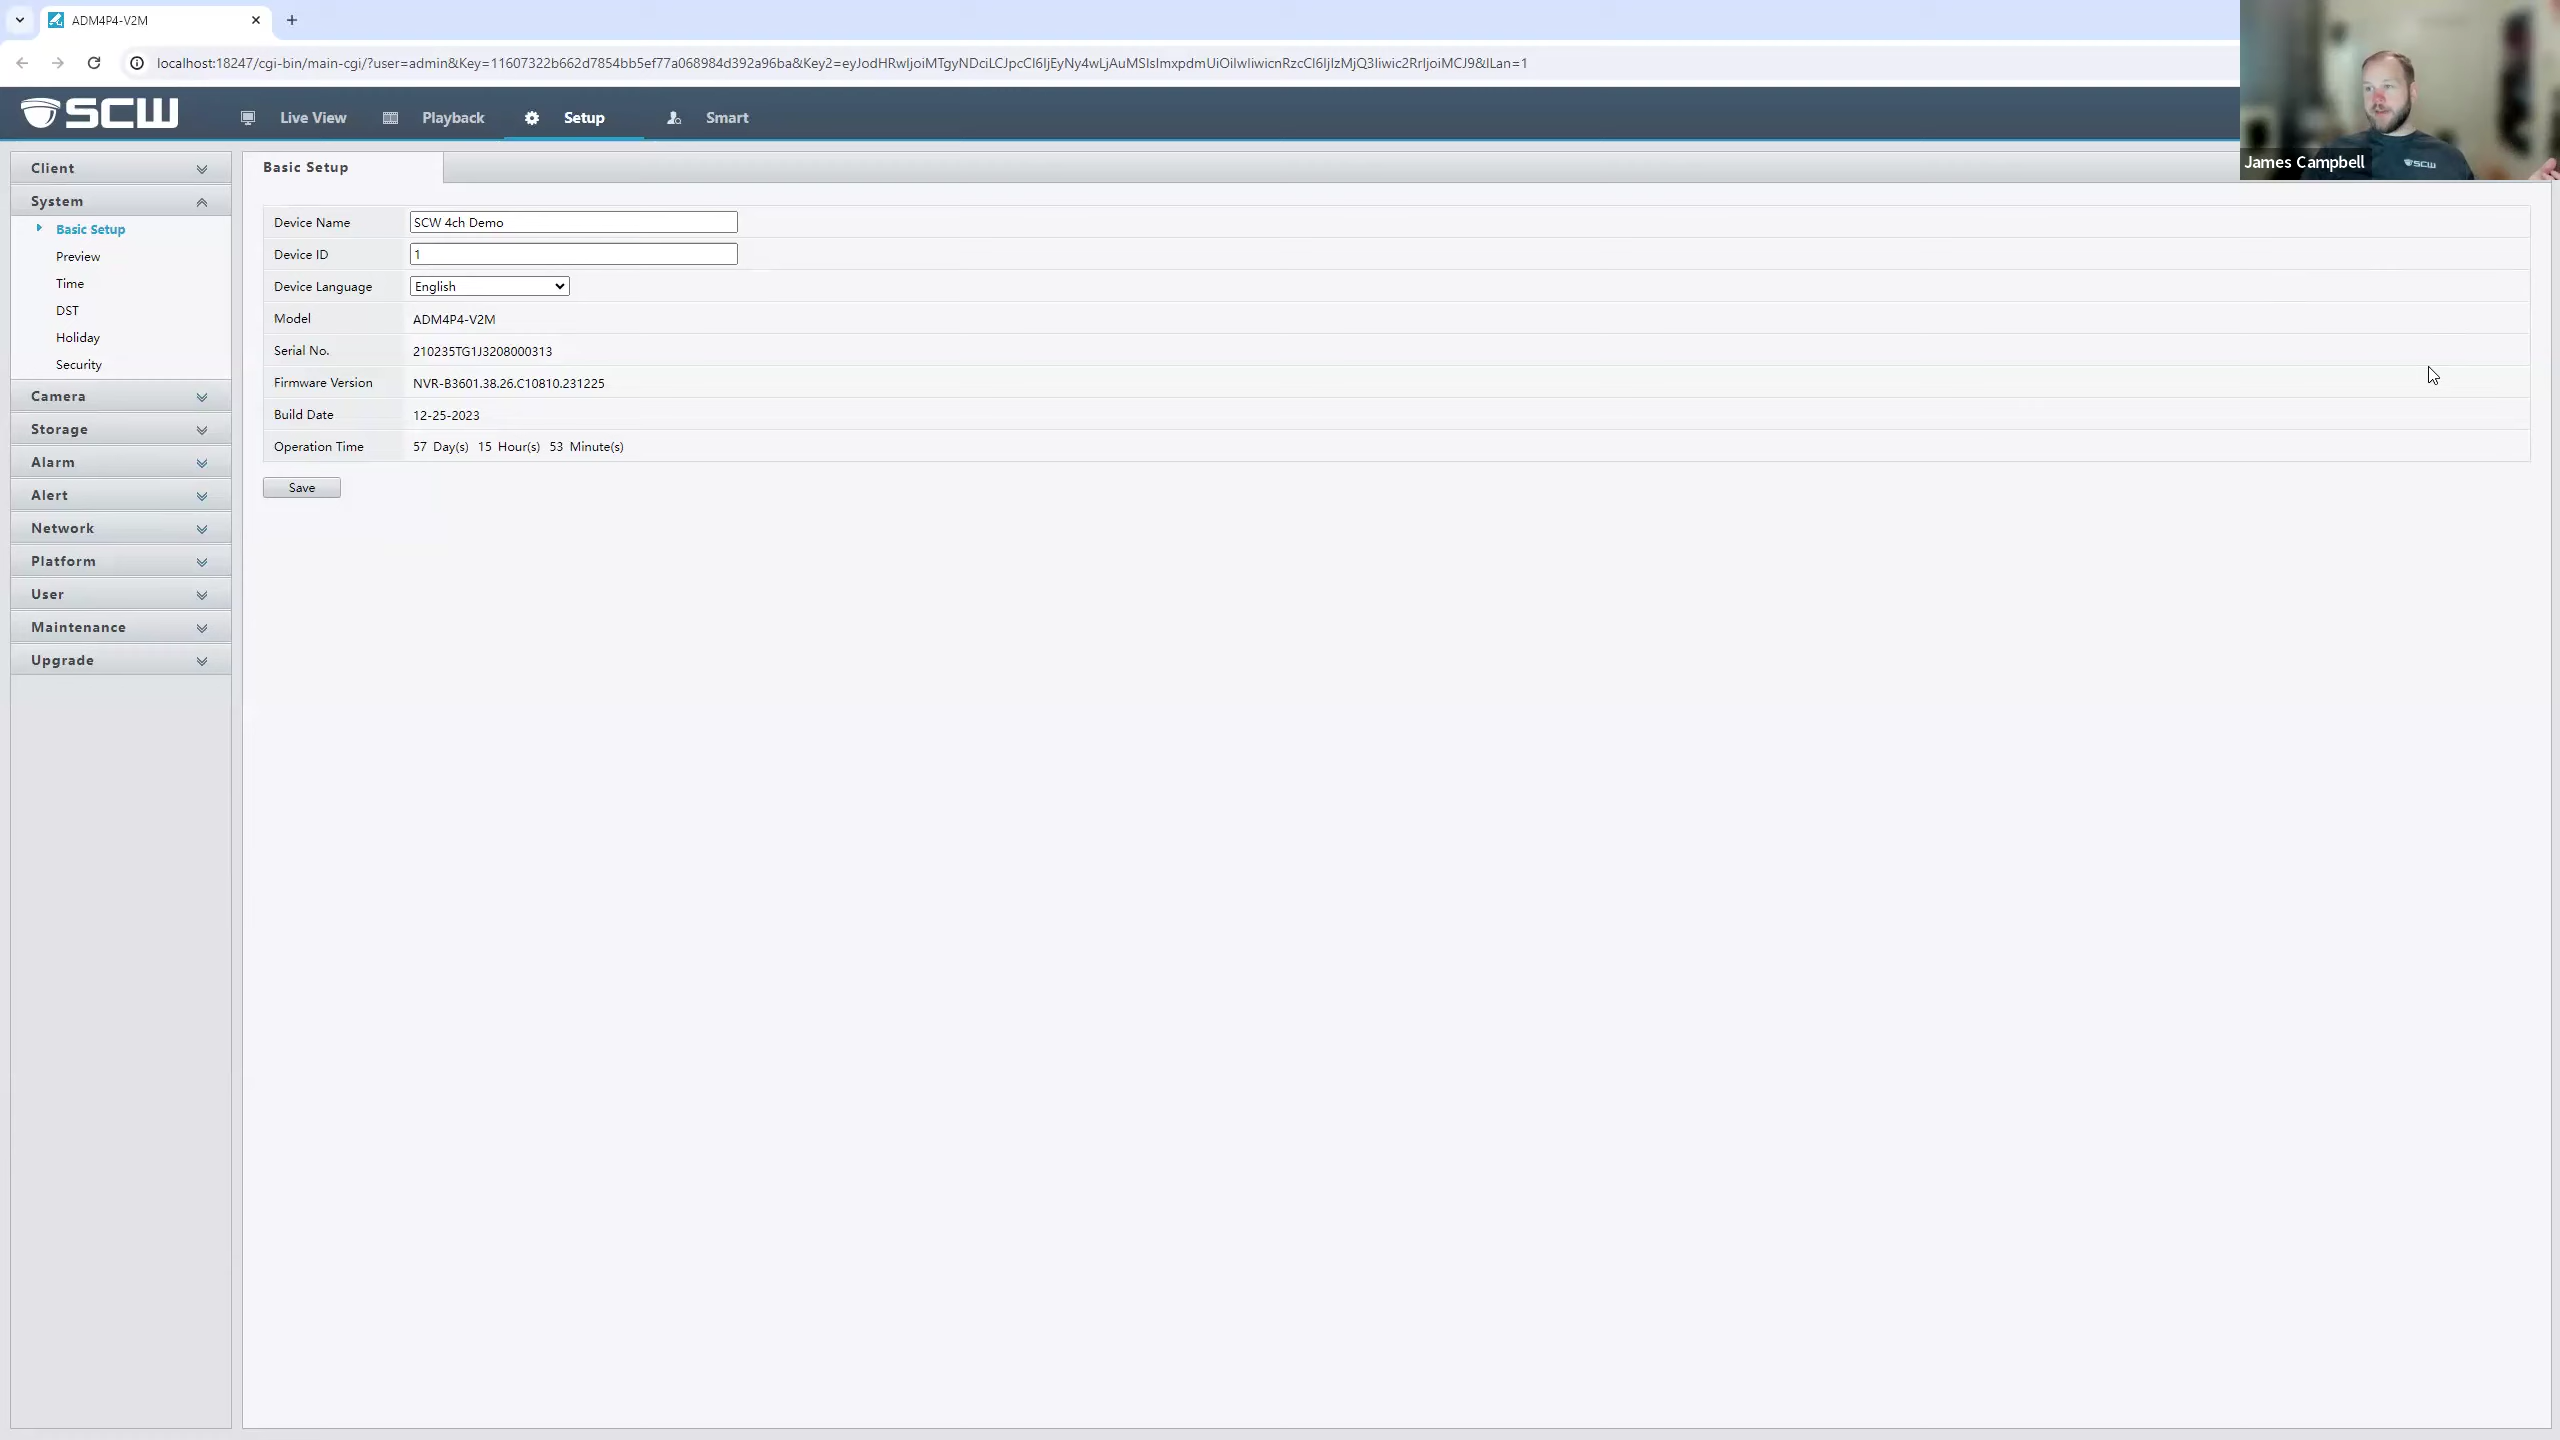 ADM4P4-V2M
localhost:18247/cgi-bin/main-cgi/?user=admin&Key=11607322b662d7854bb5ef77a068984d392a96ba&Key2=eyJodHRwIjoiMTgyNDciLCJpcCI6IjEyNy4wLjAuMSIsImxpdmUiOiIwIiwicnRzcCI6IjIzMjQ3Iiwic2RrIjoiMCJ9&ILan=1
SCW
Live View
Playback
Setup
Smart
James Campbell
SCW
Client
System
Basic Setup
Preview
Time
DST
Holiday
Security
Camera
Storage
Alarm
Alert
Network
Platform
User
Maintenance
Upgrade
Basic Setup
Device Name SCW 4ch Demo
Device ID 1
Device Language English
Model ADM4P4-V2M
Serial No. 210235TG1J3208000313
Firmware Version NVR-B3601.38.26.C10810.231225
Build Date 12-25-2023
Operation Time 57 Day(s) 15 Hour(s) 53 Minute(s)
Save